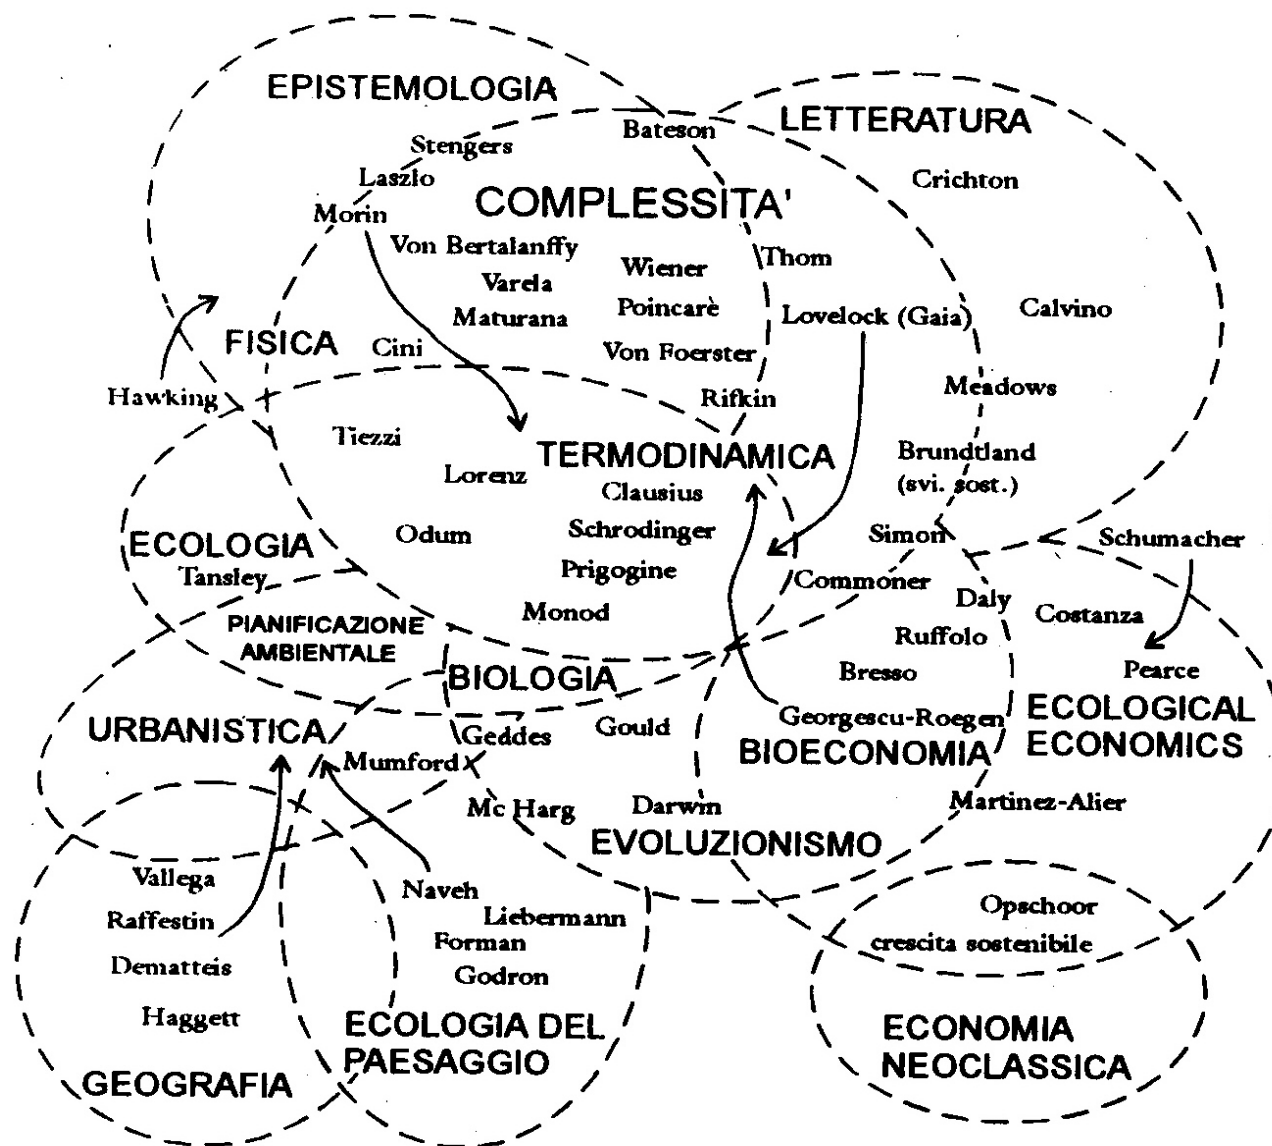 EPISTEMOLOGIA
LETTERATURA
Bateson
Stengers
Laszlo
Crichton
COMPLESSITA'
Morin
Von Bertalanffy
Wiener
Thom
Varela
Poincarè
Maturana
Lovelock (Gaia)
Calvino
FISICA
Cini
Von Foerster
Hawking
Rifkin
Meadows
Tiezzi
TERMODINAMICA
Brundtland
(svi. sost.)
Lorenz
Clausius
Odum
Schrodinger
Simon
Schumacher
ECOLOGIA
Tansley
Prigogine
Commoner
Daly
Costanza
Monod
PIANIFICAZIONE
AMBIENTALE
Ruffolo
Bresso
Pearce
BIOLOGIA
Georgescu-Roegen
ECOLOGICAL
ECONOMICS
URBANISTICA
Geddes
Gould
BIOECONOMIA
Mumford
Mc Harg
Darwin
Martinez-Alier
EVOLUZIONISMO
Vallega
Naveh
Opschoor
Raffestin
Liebermann
Forman
crescita sostenibile
Dematteis
Godron
Haggett
ECOLOGIA DEL
PAESAGGIO
ECONOMIA
NEOCLASSICA
GEOGRAFIA